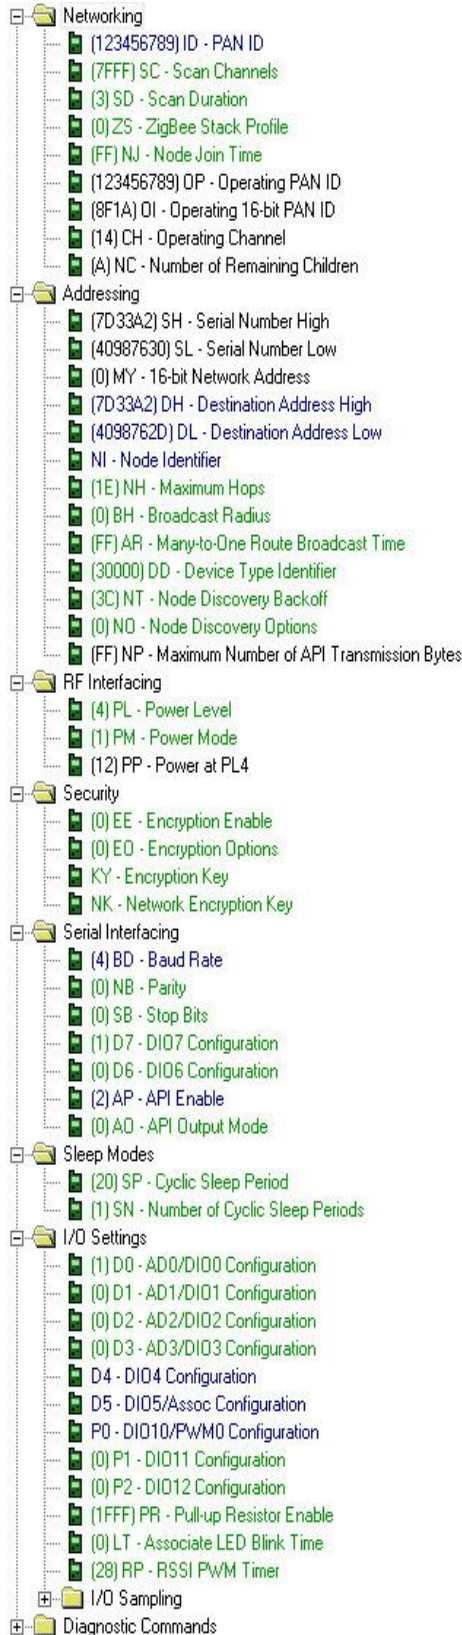 Networking
(123456789) ID - PAN ID
(7FFF) SC - Scan Channels
(3) SD - Scan Duration
(0) ZS - ZigBee Stack Profile
(FF) NJ - Node Join Time
(123456789) OP - Operating PAN ID
(8F1A) OI - Operating 16-bit PAN ID
(14) CH - Operating Channel
(A) NC - Number of Remaining Children
Addressing
(7D33A2) SH - Serial Number High
(40987630) SL - Serial Number Low
(0) MY - 16-bit Network Address
(7D33A2) DH - Destination Address High
(4098762D) DL - Destination Address Low
NI - Node Identifier
(1E) NH - Maximum Hops
(0) BH - Broadcast Radius
(FF) AR - Many-to-One Route Broadcast Time
(30000) DD - Device Type Identifier
(3C) NT - Node Discovery Backoff
(0) NO - Node Discovery Options
(FF) NP - Maximum Number of API Transmission Bytes
RF Interfacing
(4) PL - Power Level
(1) PM - Power Mode
(12) PP - Power at PL4
Security
(0) EE - Encryption Enable
(0) EO - Encryption Options
KY - Encryption Key
NK - Network Encryption Key
Serial Interfacing
(4) BD - Baud Rate
(0) NB - Parity
(0) SB - Stop Bits
(1) D7 - DIO7 Configuration
(0) D6 - DIO6 Configuration
(2) AP - API Enable
(0) AO - API Output Mode
Sleep Modes
(20) SP - Cyclic Sleep Period
(1) SN - Number of Cyclic Sleep Periods
I/O Settings
(1) D0 - AD0/DIO0 Configuration
(0) D1 - AD1/DIO1 Configuration
(0) D2 - AD2/DIO2 Configuration
(0) D3 - AD3/DIO3 Configuration
D4 - DIO4 Configuration
D5 - DIO5/Assoc Configuration
P0 - DIO10/PWM0 Configuration
(0) P1 - DIO11 Configuration
(0) P2 - DIO12 Configuration
(1FFF) PR - Pull-up Resistor Enable
(0) LT - Associate LED Blink Time
(28) RP - RSSI PWM Timer
I/O Sampling
Diagnostic Commands